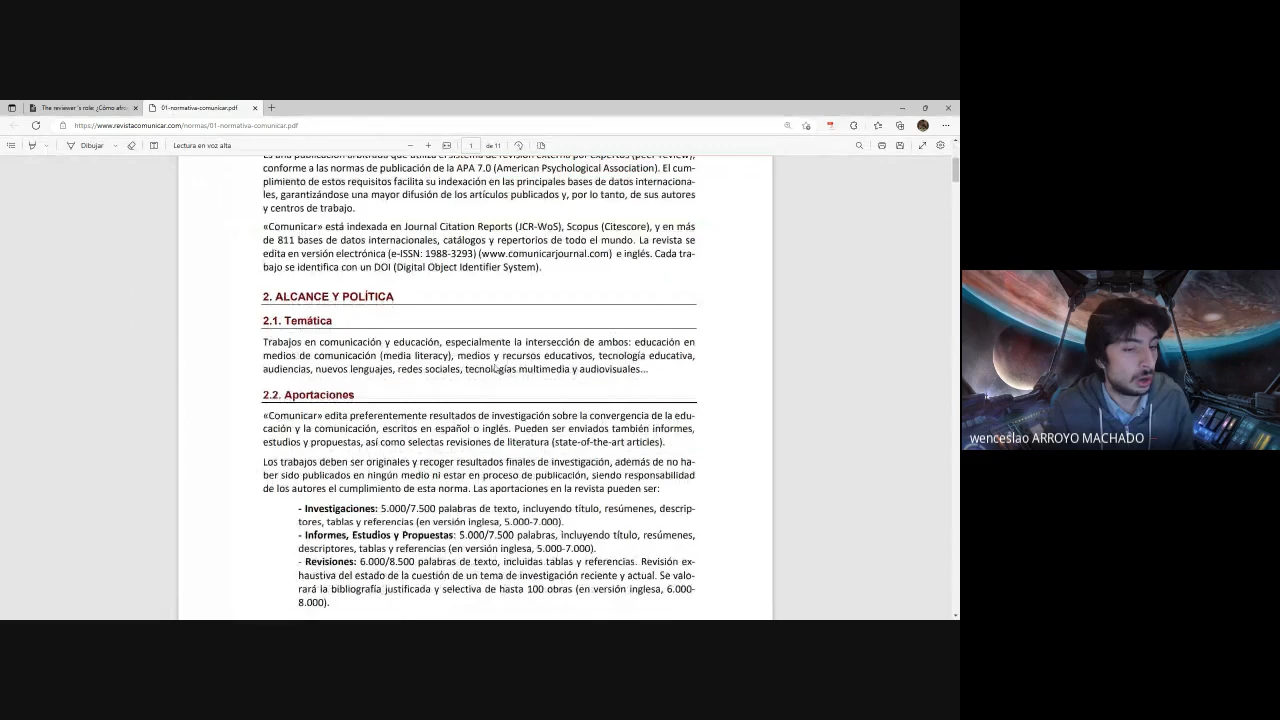 The reviewer´s role: ¿Cómo afro
01-normativa-comunicar.pdf
https://www.revistacomunicar.com/normas/01-normativa-comunicar.pdf
Dibujar
Lectura en voz alta
1
de 11
Es una publicación arbitrada que utiliza el sistema de revisión externa por expertos (peer-review),
conforme a las normas de publicación de la APA 7.0 (American Psychological Association). El cum-
plimiento de estos requisitos facilita su indexación en las principales bases de datos internaciona-
les, garantizándose una mayor difusión de los artículos publicados y, por lo tanto, de sus autores
y centros de trabajo.
«Comunicar» está indexada en Journal Citation Reports (JCR-WoS), Scopus (Citescore), y en más
de 811 bases de datos internacionales, catálogos y repertorios de todo el mundo. La revista se
edita en versión electrónica (e-ISSN: 1988-3293) (www.comunicarjournal.com) e inglés. Cada tra-
bajo se identifica con un DOI (Digital Object Identifier System).
2. ALCANCE Y POLÍTICA
2.1. Temática
Trabajos en comunicación y educación, especialmente la intersección de ambos: educación en
medios de comunicación (media literacy), medios y recursos educativos, tecnología educativa,
audiencias, nuevos lenguajes, redes sociales, tecnologías multimedia y audiovisuales...
2.2. Aportaciones
«Comunicar» edita preferentemente resultados de investigación sobre la convergencia de la edu-
cación y la comunicación, escritos en español o inglés. Pueden ser enviados también informes,
estudios y propuestas, así como selectas revisiones de literatura (state-of-the-art articles).
Los trabajos deben ser originales y recoger resultados finales de investigación, además de no ha-
ber sido publicados en ningún medio ni estar en proceso de publicación, siendo responsabilidad
de los autores el cumplimiento de esta norma. Las aportaciones en la revista pueden ser:
- Investigaciones: 5.000/7.500 palabras de texto, incluyendo título, resúmenes, descrip-
tores, tablas y referencias (en versión inglesa, 5.000-7.000).
- Informes, Estudios y Propuestas: 5.000/7.500 palabras, incluyendo título, resúmenes,
descriptores, tablas y referencias (en versión inglesa, 5.000-7.000).
- Revisiones: 6.000/8.500 palabras de texto, incluidas tablas y referencias. Revisión ex-
haustiva del estado de la cuestión de un tema de investigación reciente y actual. Se valo-
rará la bibliografía justificada y selectiva de hasta 100 obras (en versión inglesa, 6.000-
8.000).
wenceslao ARROYO MACHADO